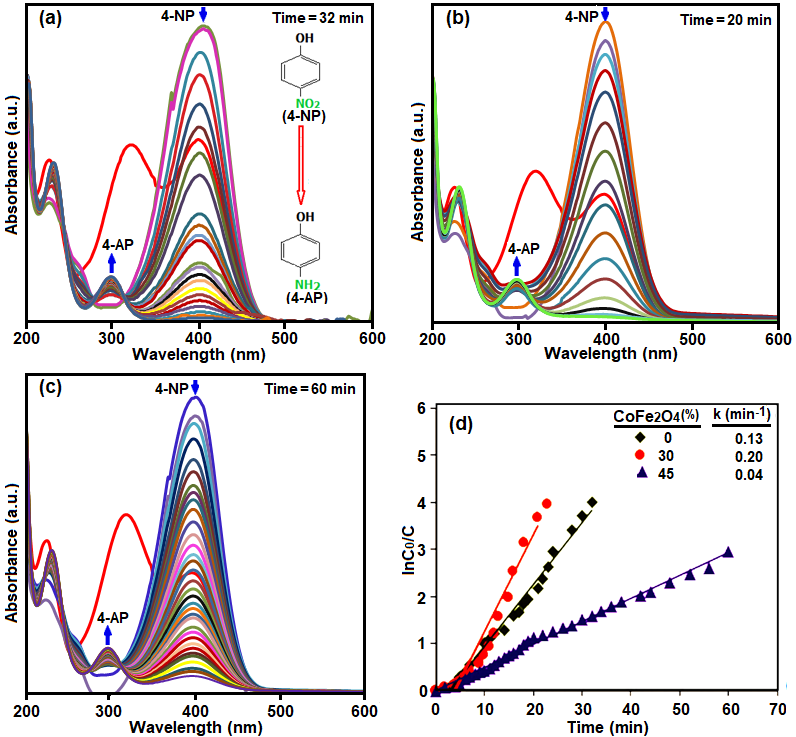 (a)
4-NP
Time = 32 min
OH
NO2
(4-NP)
OH
NH2
(4-AP)
4-AP
Absorbance (a.u.)
200 300 400 500 600
Wavelength (nm)
(b)
4-NP
Time = 20 min
4-AP
Absorbance (a.u.)
200 300 400 500 600
Wavelength (nm)
(c)
4-NP
Time = 60 min
4-AP
Absorbance (a.u.)
200 300 400 500 600
Wavelength (nm)
(d)
CoFe2O4(%) k (min-1)
0 0.13
30 0.20
45 0.04
lnC0/C
6
5
4
3
2
1
0
0 10 20 30 40 50 60 70
Time (min)